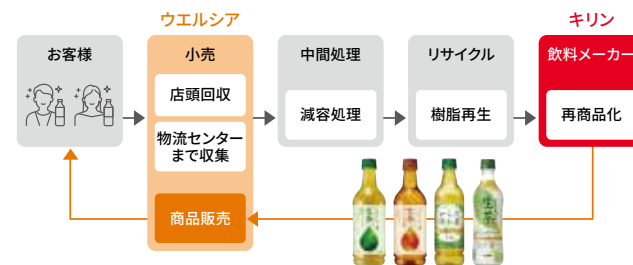 ウエルシア
キリン
お客様
小売
中間処理
リサイクル
飲料メーカー
店頭回収
減容処理
樹脂再生
再商品化
物流センター
まで収集
商品販売
生茶